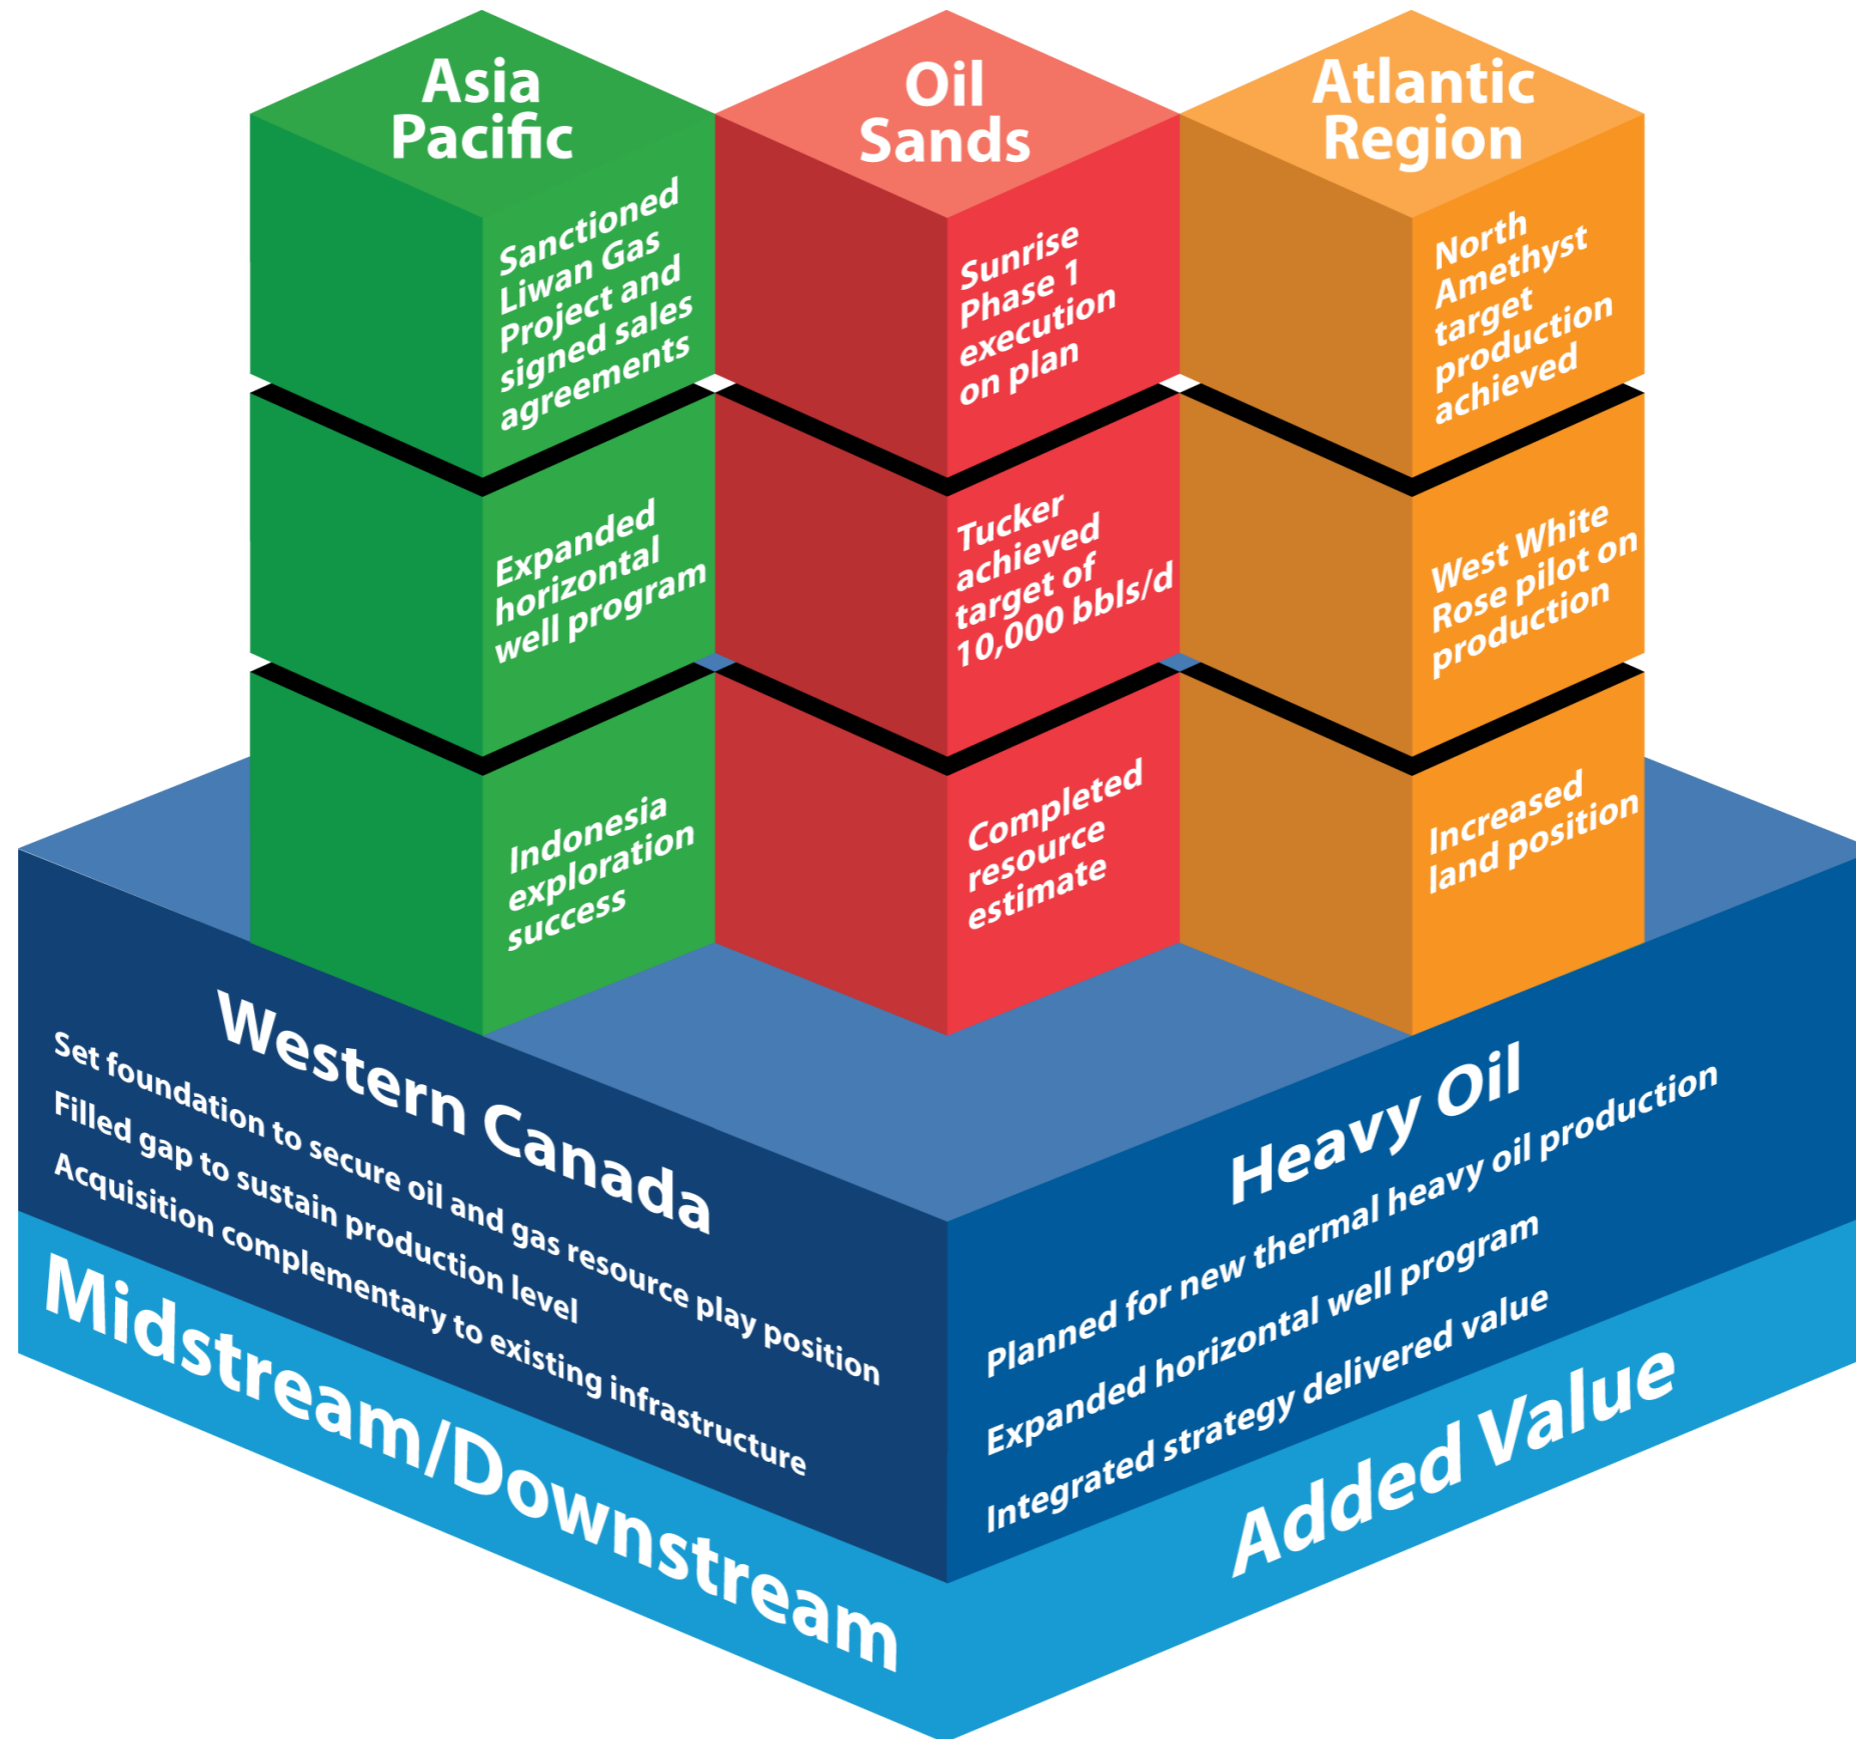 Asia
Pacific
Sanctioned
Liwan Gas
Project and
signed sales
agreements
Expanded
horizontal
well program
Indonesia
exploration
success
Oil
Sands
Sunrise
Phase 1
execution
on plan
Tucker
achieved
target of
10,000 bbls/d
Completed
resource
estimate
Atlantic
Region
North
Amethyst
target
production
achieved
West White
Rose pilot on
production
Increased
land position
Western Canada
Set foundation to secure oil and gas resource play position
Filled gap to sustain production level
Acquisition complementary to existing infrastructure
Heavy Oil
Planned for new thermal heavy oil production
Expanded horizontal well program
Integrated strategy delivered value
Midstream/Downstream
Added Value